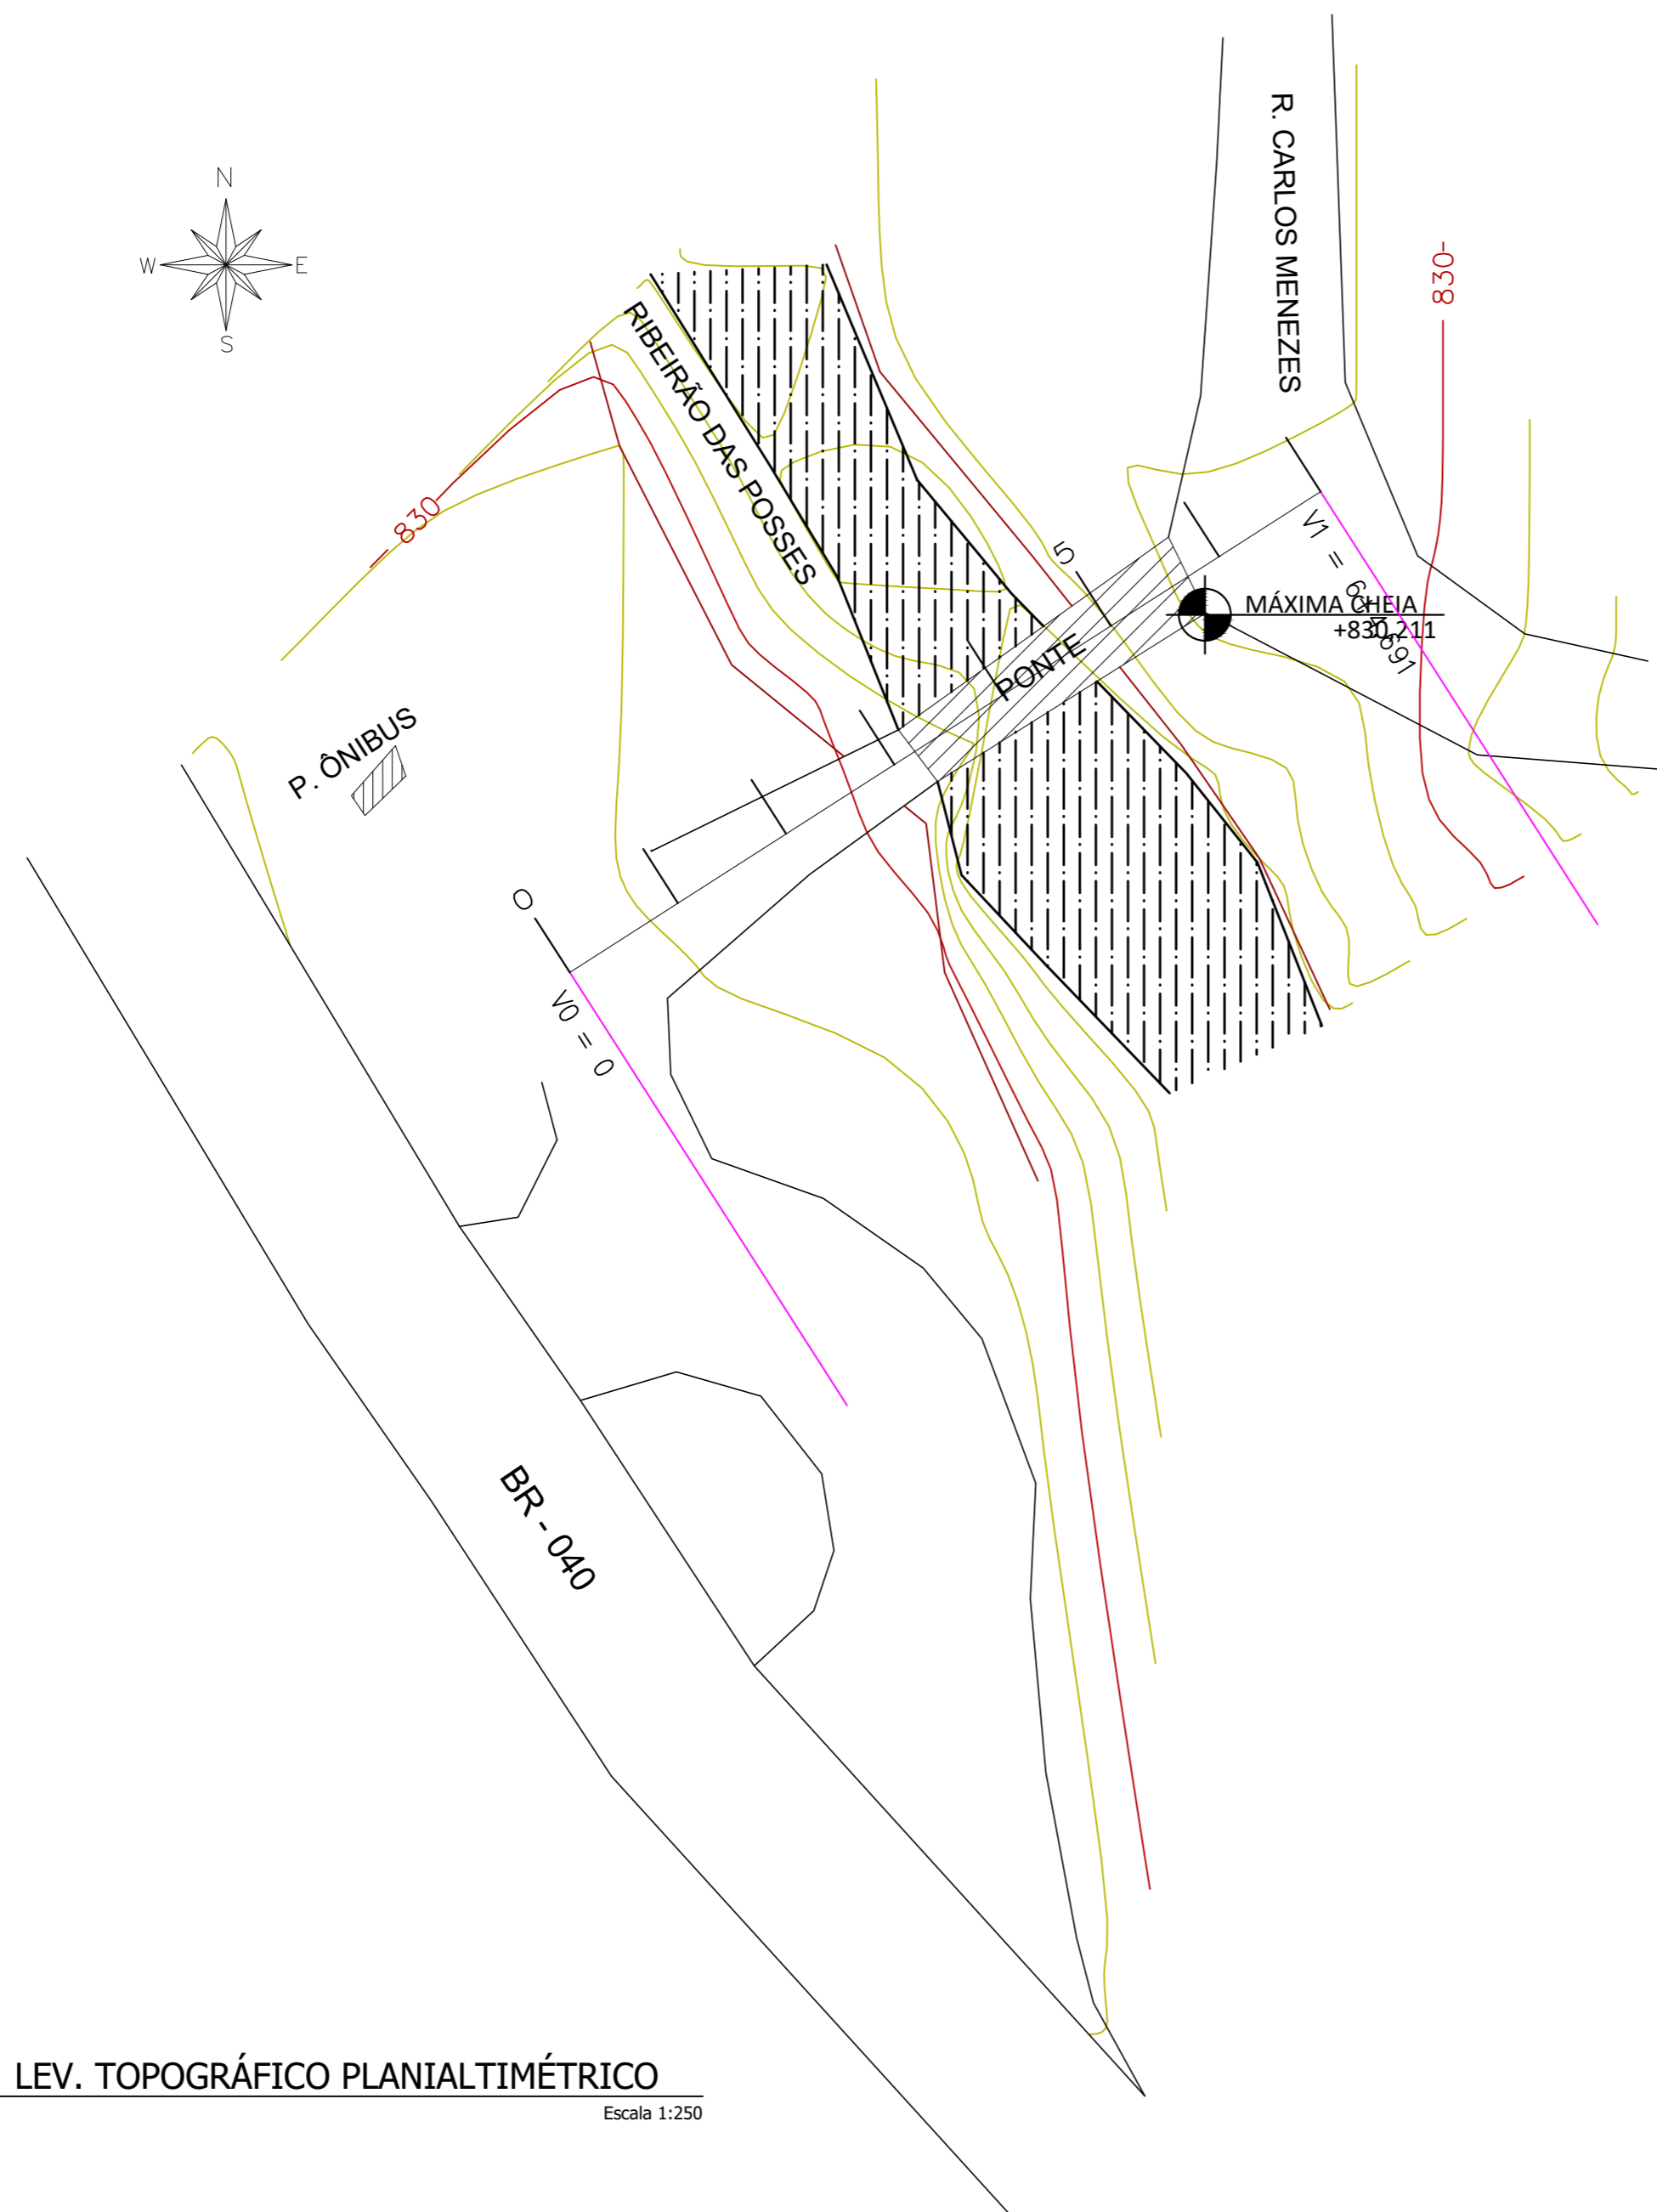 N
W
E
S
R. CARLOS MENEZES
830
RIBEIRÃO DAS POSSES
830
5
MÁXIMA CHEIA
+830,211
PONTE
P. ÔNIBUS
0
V0 = 0
V1 =
BR - 040
LEV. TOPOGRÁFICO PLANIALTIMÉTRICO
Escala 1:250